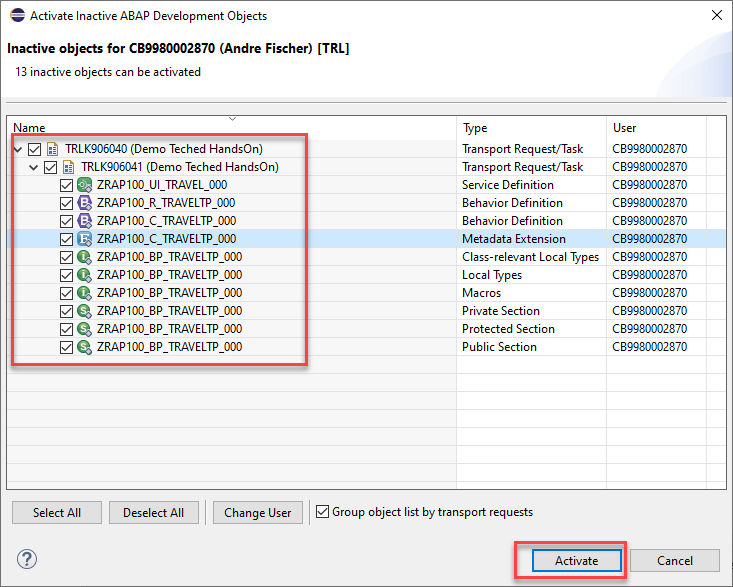 Activate Inactive ABAP Development Objects
Inactive objects for CB9980002870 (Andre Fischer) [TRL]
13 inactive objects can be activated
Name Type User
TRLK906040 (Demo Teched HandsOn) Transport Request/Task CB9980002870
TRLK906041 (Demo Teched HandsOn) Transport Request/Task CB9980002870
ZRAP100_UI_TRAVEL_000 Service Definition CB9980002870
ZRAP100_R_TRAVELTP_000 Behavior Definition CB9980002870
ZRAP100_C_TRAVELTP_000 Behavior Definition CB9980002870
ZRAP100_C_TRAVELTP_000 Metadata Extension CB9980002870
ZRAP100_BP_TRAVELTP_000 Class-relevant Local Types CB9980002870
ZRAP100_BP_TRAVELTP_000 Local Types CB9980002870
ZRAP100_BP_TRAVELTP_000 Macros CB9980002870
ZRAP100_BP_TRAVELTP_000 Private Section CB9980002870
ZRAP100_BP_TRAVELTP_000 Protected Section CB9980002870
ZRAP100_BP_TRAVELTP_000 Public Section CB9980002870
Select All Deselect All Change User Group object list by transport requests
? Activate Cancel